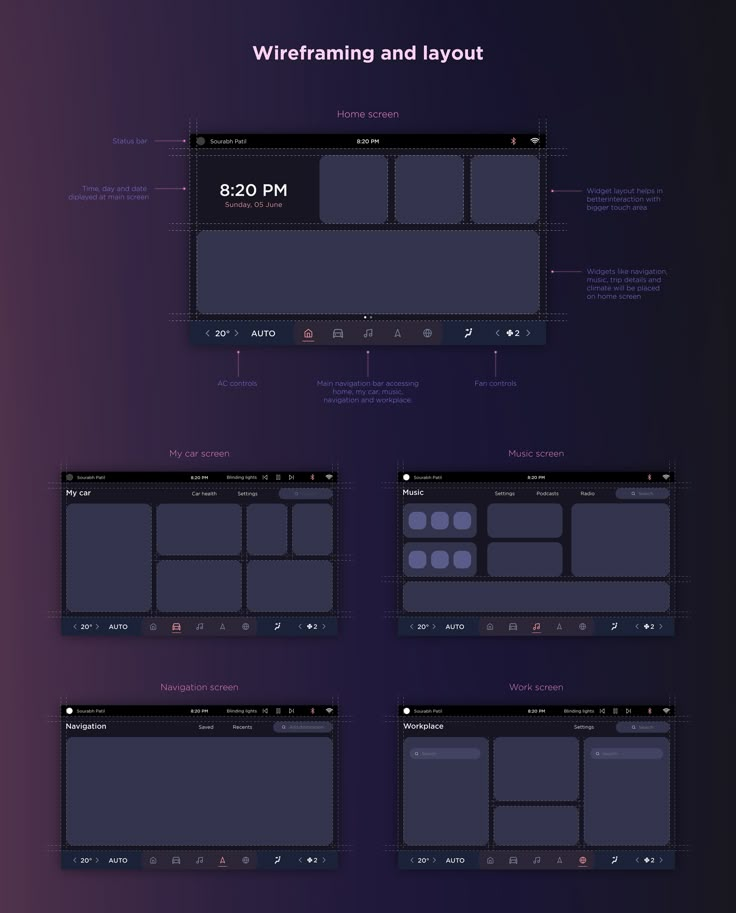 Wireframing and layout
Home screen
Status bar
Sourabh Patil
8:20 PM
Time, day and date
diplayed at main screen
8:20 PM
Sunday, 05 June
Widget layout helps in
betterinteraction with
bigger touch area
Widgets like navigation,
music, trip details and
climate will be placed
on home screen
20° AUTO
2
AC controls
Main navigation bar accessing
home, my car, music,
navigation and workplace.
Fan controls
My car screen
Sourabh Patil 8:20 PM Blinding lights
My car Car health Settings
20° AUTO 2
Music screen
Sourabh Patil 8:20 PM
Music Settings Podcasts Radio Search
20° AUTO 2
Navigation screen
Sourabh Patil 8:20 PM Blinding lights
Navigation Saved Recents
20° AUTO 2
Work screen
Sourabh Patil 8:20 PM Blinding lights
Workplace Settings Search
Search
Search
20° AUTO 2